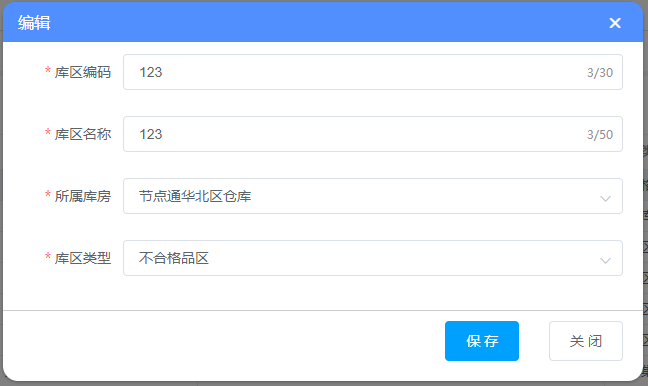 编辑
* 库区编码 123 3/30
* 库区名称 123 3/50
* 所属库房 节点通华北区仓库
* 库区类型 不合格品区
保存 关闭